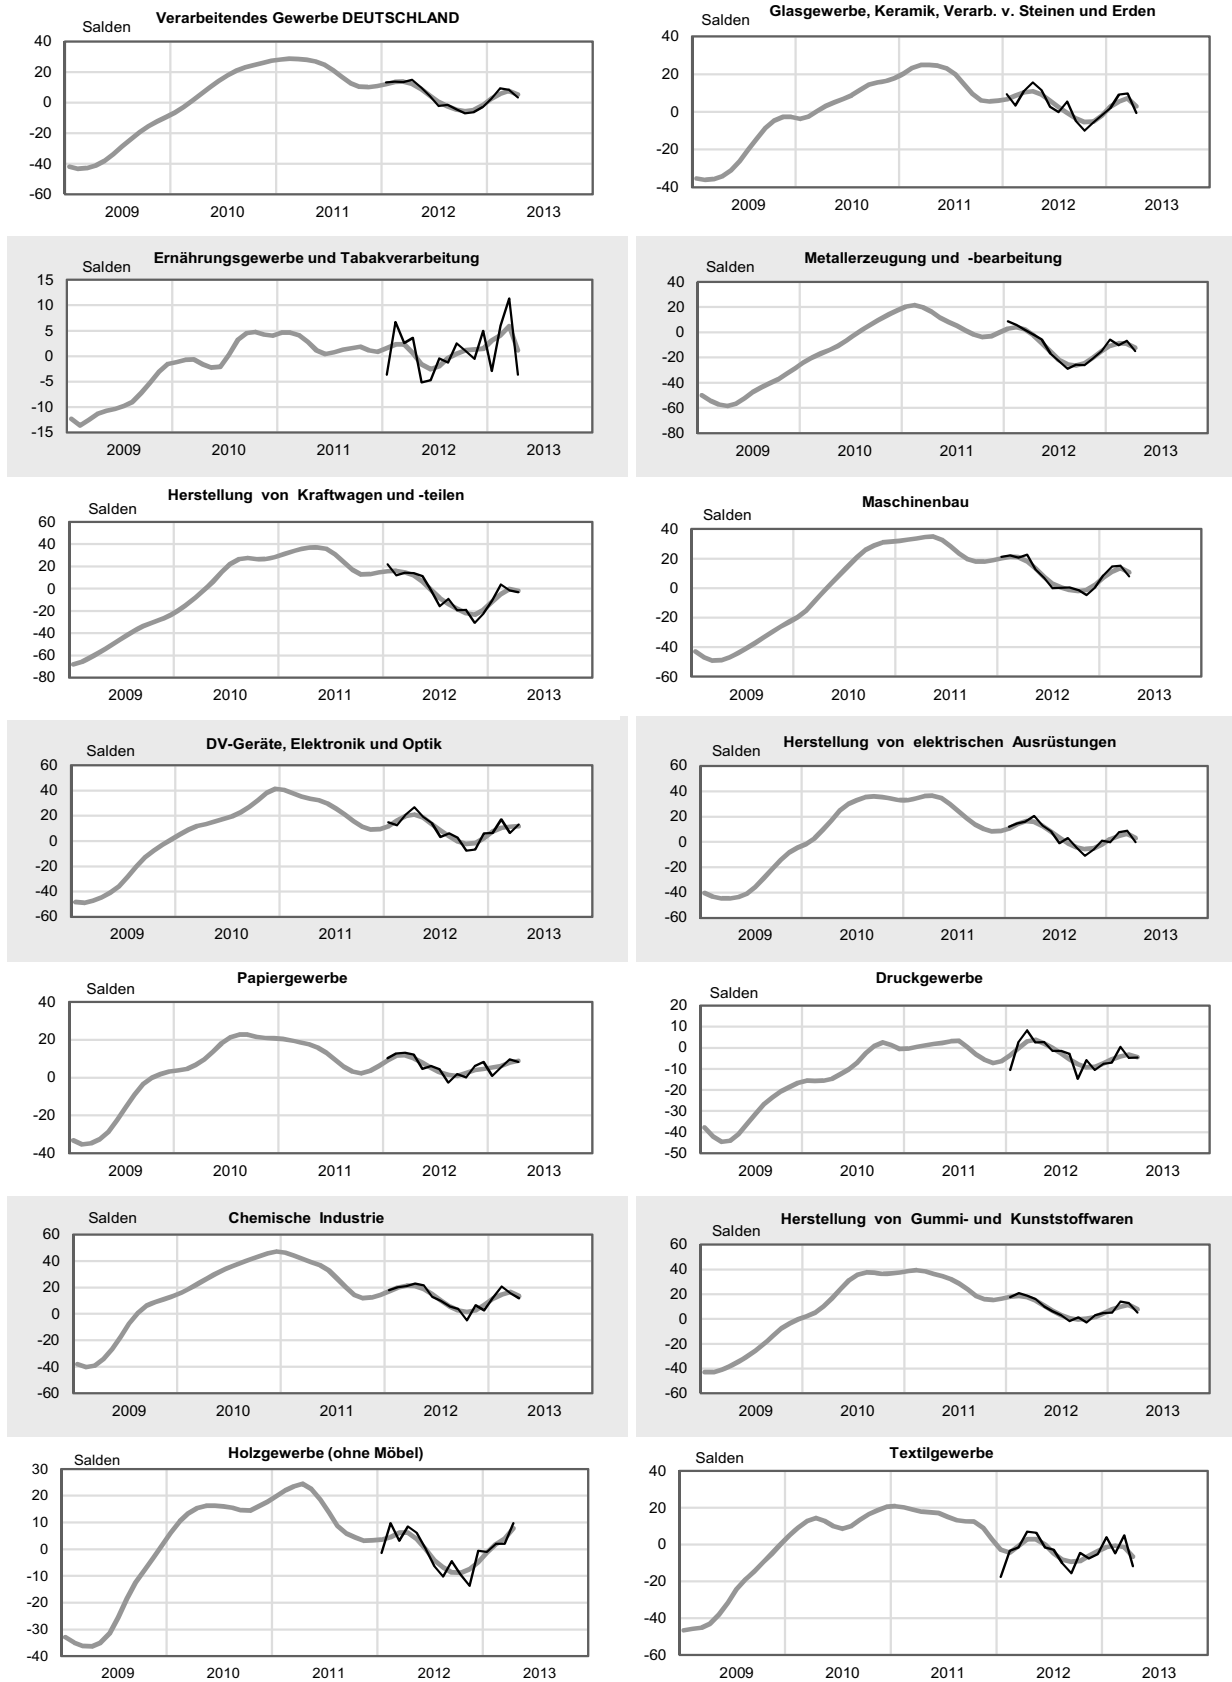 Verarbeitendes Gewerbe DEUTSCHLAND
Salden
40
20
0
-20
-40
-60
2009 2010 2011 2012 2013
Glasgewerbe, Keramik, Verarb. v. Steinen und Erden
Salden
40
20
0
-20
-40
2009 2010 2011 2012 2013
Ernährungsgewerbe und Tabakverarbeitung
Salden
15
10
5
0
-5
-10
-15
2009 2010 2011 2012 2013
Metallerzeugung und -bearbeitung
Salden
40
20
0
-20
-40
-60
-80
2009 2010 2011 2012 2013
Herstellung von Kraftwagen und -teilen
Salden
60
40
20
0
-20
-40
-60
-80
2009 2010 2011 2012 2013
Maschinenbau
Salden
40
20
0
-20
-40
-60
2009 2010 2011 2012 2013
DV-Geräte, Elektronik und Optik
Salden
60
40
20
0
-20
-40
-60
2009 2010 2011 2012 2013
Herstellung von elektrischen Ausrüstungen
Salden
60
40
20
0
-20
-40
-60
2009 2010 2011 2012 2013
Papiergewerbe
Salden
40
20
0
-20
-40
2009 2010 2011 2012 2013
Druckgewerbe
Salden
20
10
0
-10
-20
-30
-40
-50
2009 2010 2011 2012 2013
Chemische Industrie
Salden
60
40
20
0
-20
-40
-60
2009 2010 2011 2012 2013
Herstellung von Gummi- und Kunststoffwaren
Salden
60
40
20
0
-20
-40
-60
2009 2010 2011 2012 2013
Holzgewerbe (ohne Möbel)
Salden
30
20
10
0
-10
-20
-30
-40
2009 2010 2011 2012 2013
Textilgewerbe
Salden
40
20
0
-20
-40
-60
2009 2010 2011 2012 2013